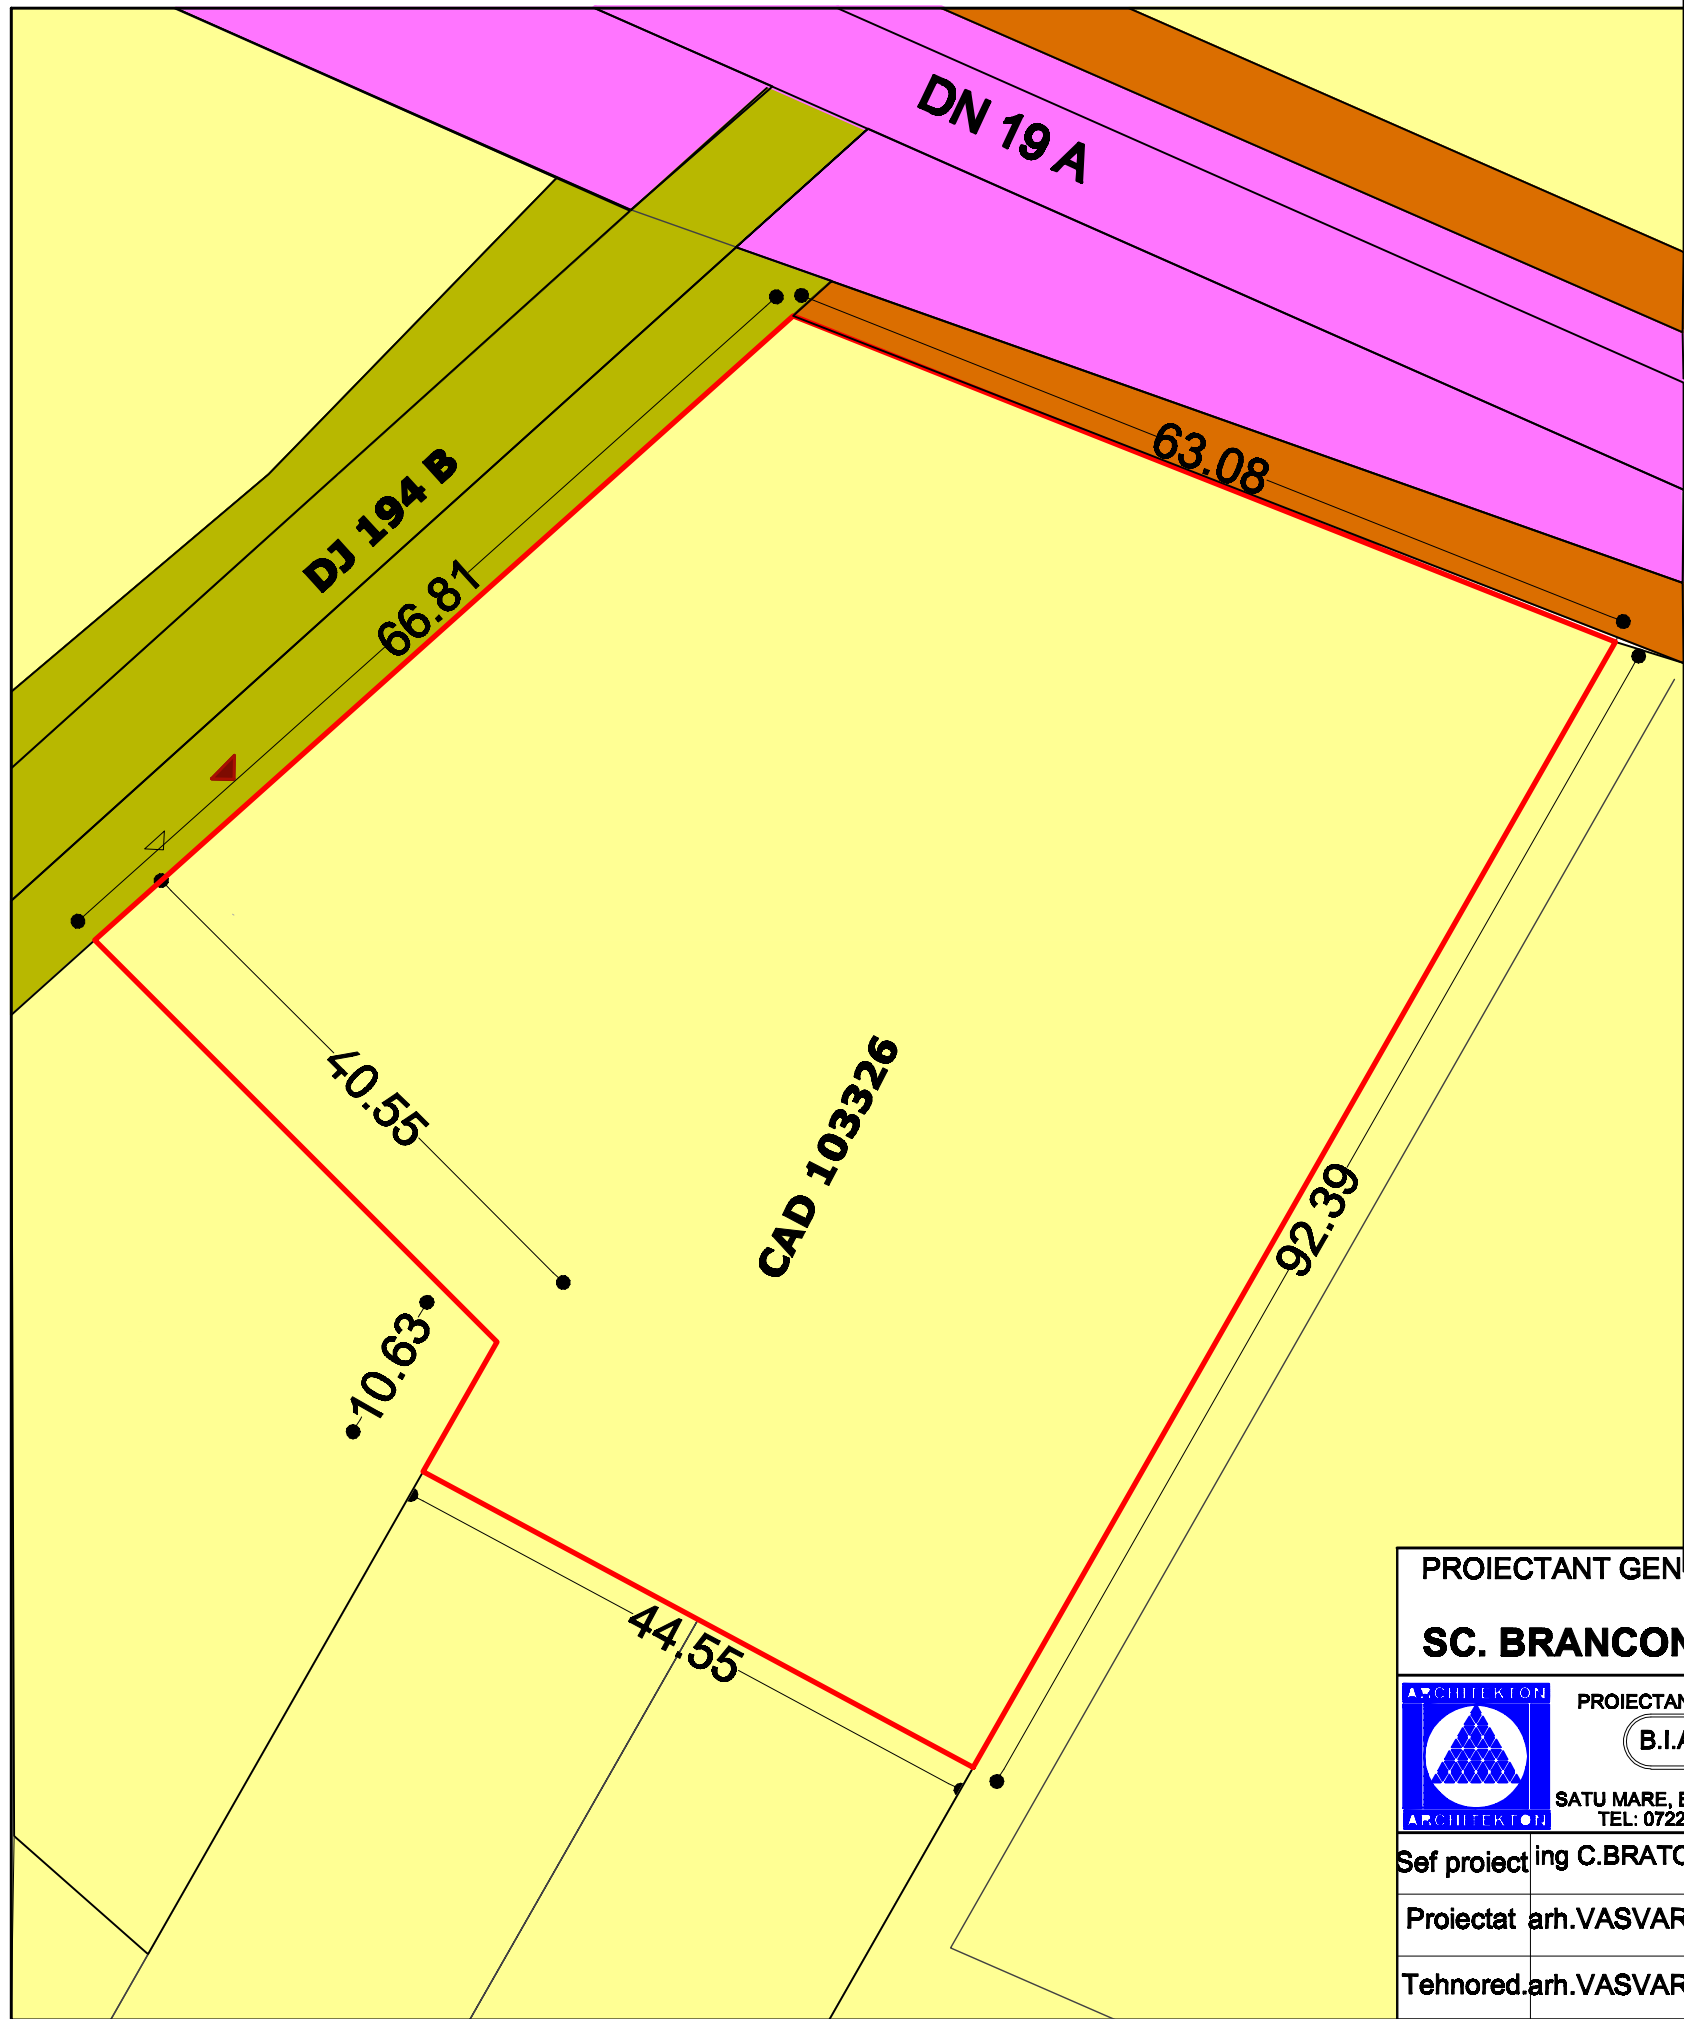 DN 19 A
63.08
DJ 194 B
66.81
40.55
CAD 103326
92.39
10.63
44.55
PROIECTANT GEN
SC. BRANCON
ARCHITEKTON
PROIECTAN
B.I.A
SATU MARE, B
TEL: 0722
ARCHITEKTON
Sef proiect ing C.BRATC
Proiectat arh.VASVAR
Tehnored. arh.VASVAR